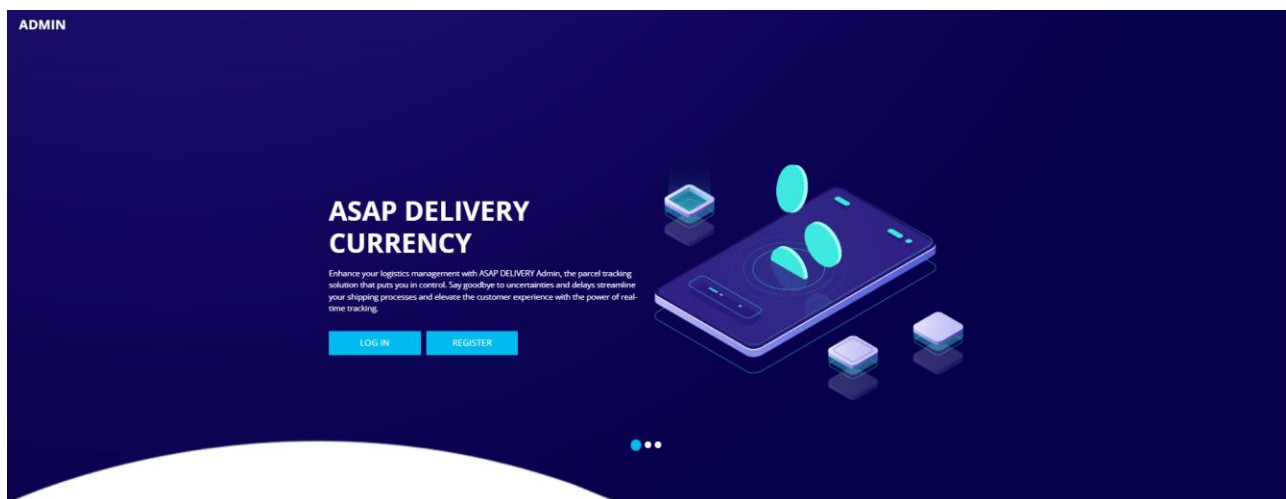 ADMIN
ASAP DELIVERY
CURRENCY
Enhance your logistics management with ASAP DELIVERY Admin, the parcel tracking
solution that puts you in control. Say goodbye to uncertainties and delays streamline
your shipping processes and elevate the customer experience with the power of real-
time tracking.
LOG IN
REGISTER